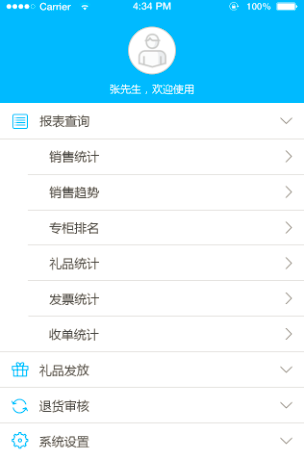 Carrier 4:34 PM 100%
张先生，欢迎使用
报表查询
销售统计
销售趋势
专柜排名
礼品统计
发票统计
收单统计
礼品发放
退货审核
系统设置